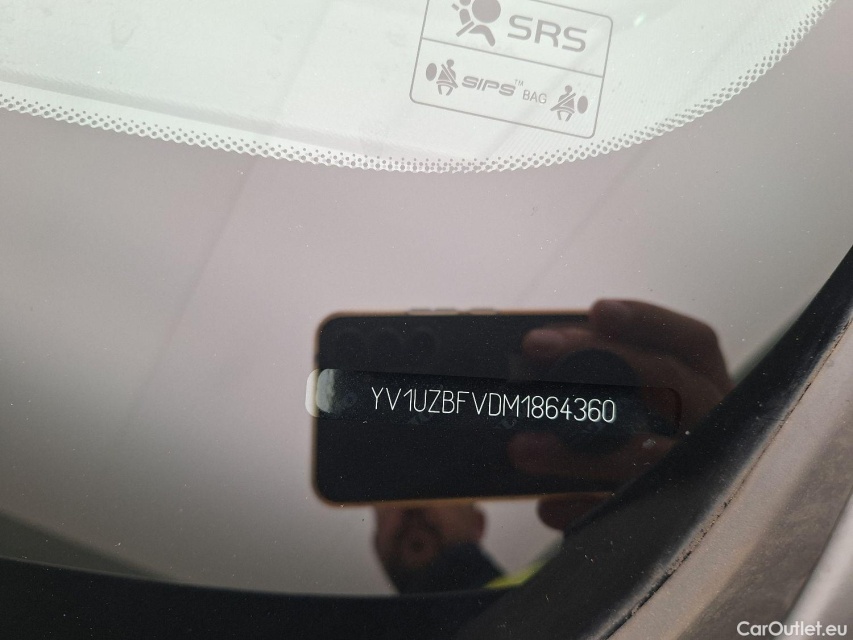 SRS
SIPS™ BAG
YV1UZBFVDM1864360
CarOutlet.eu